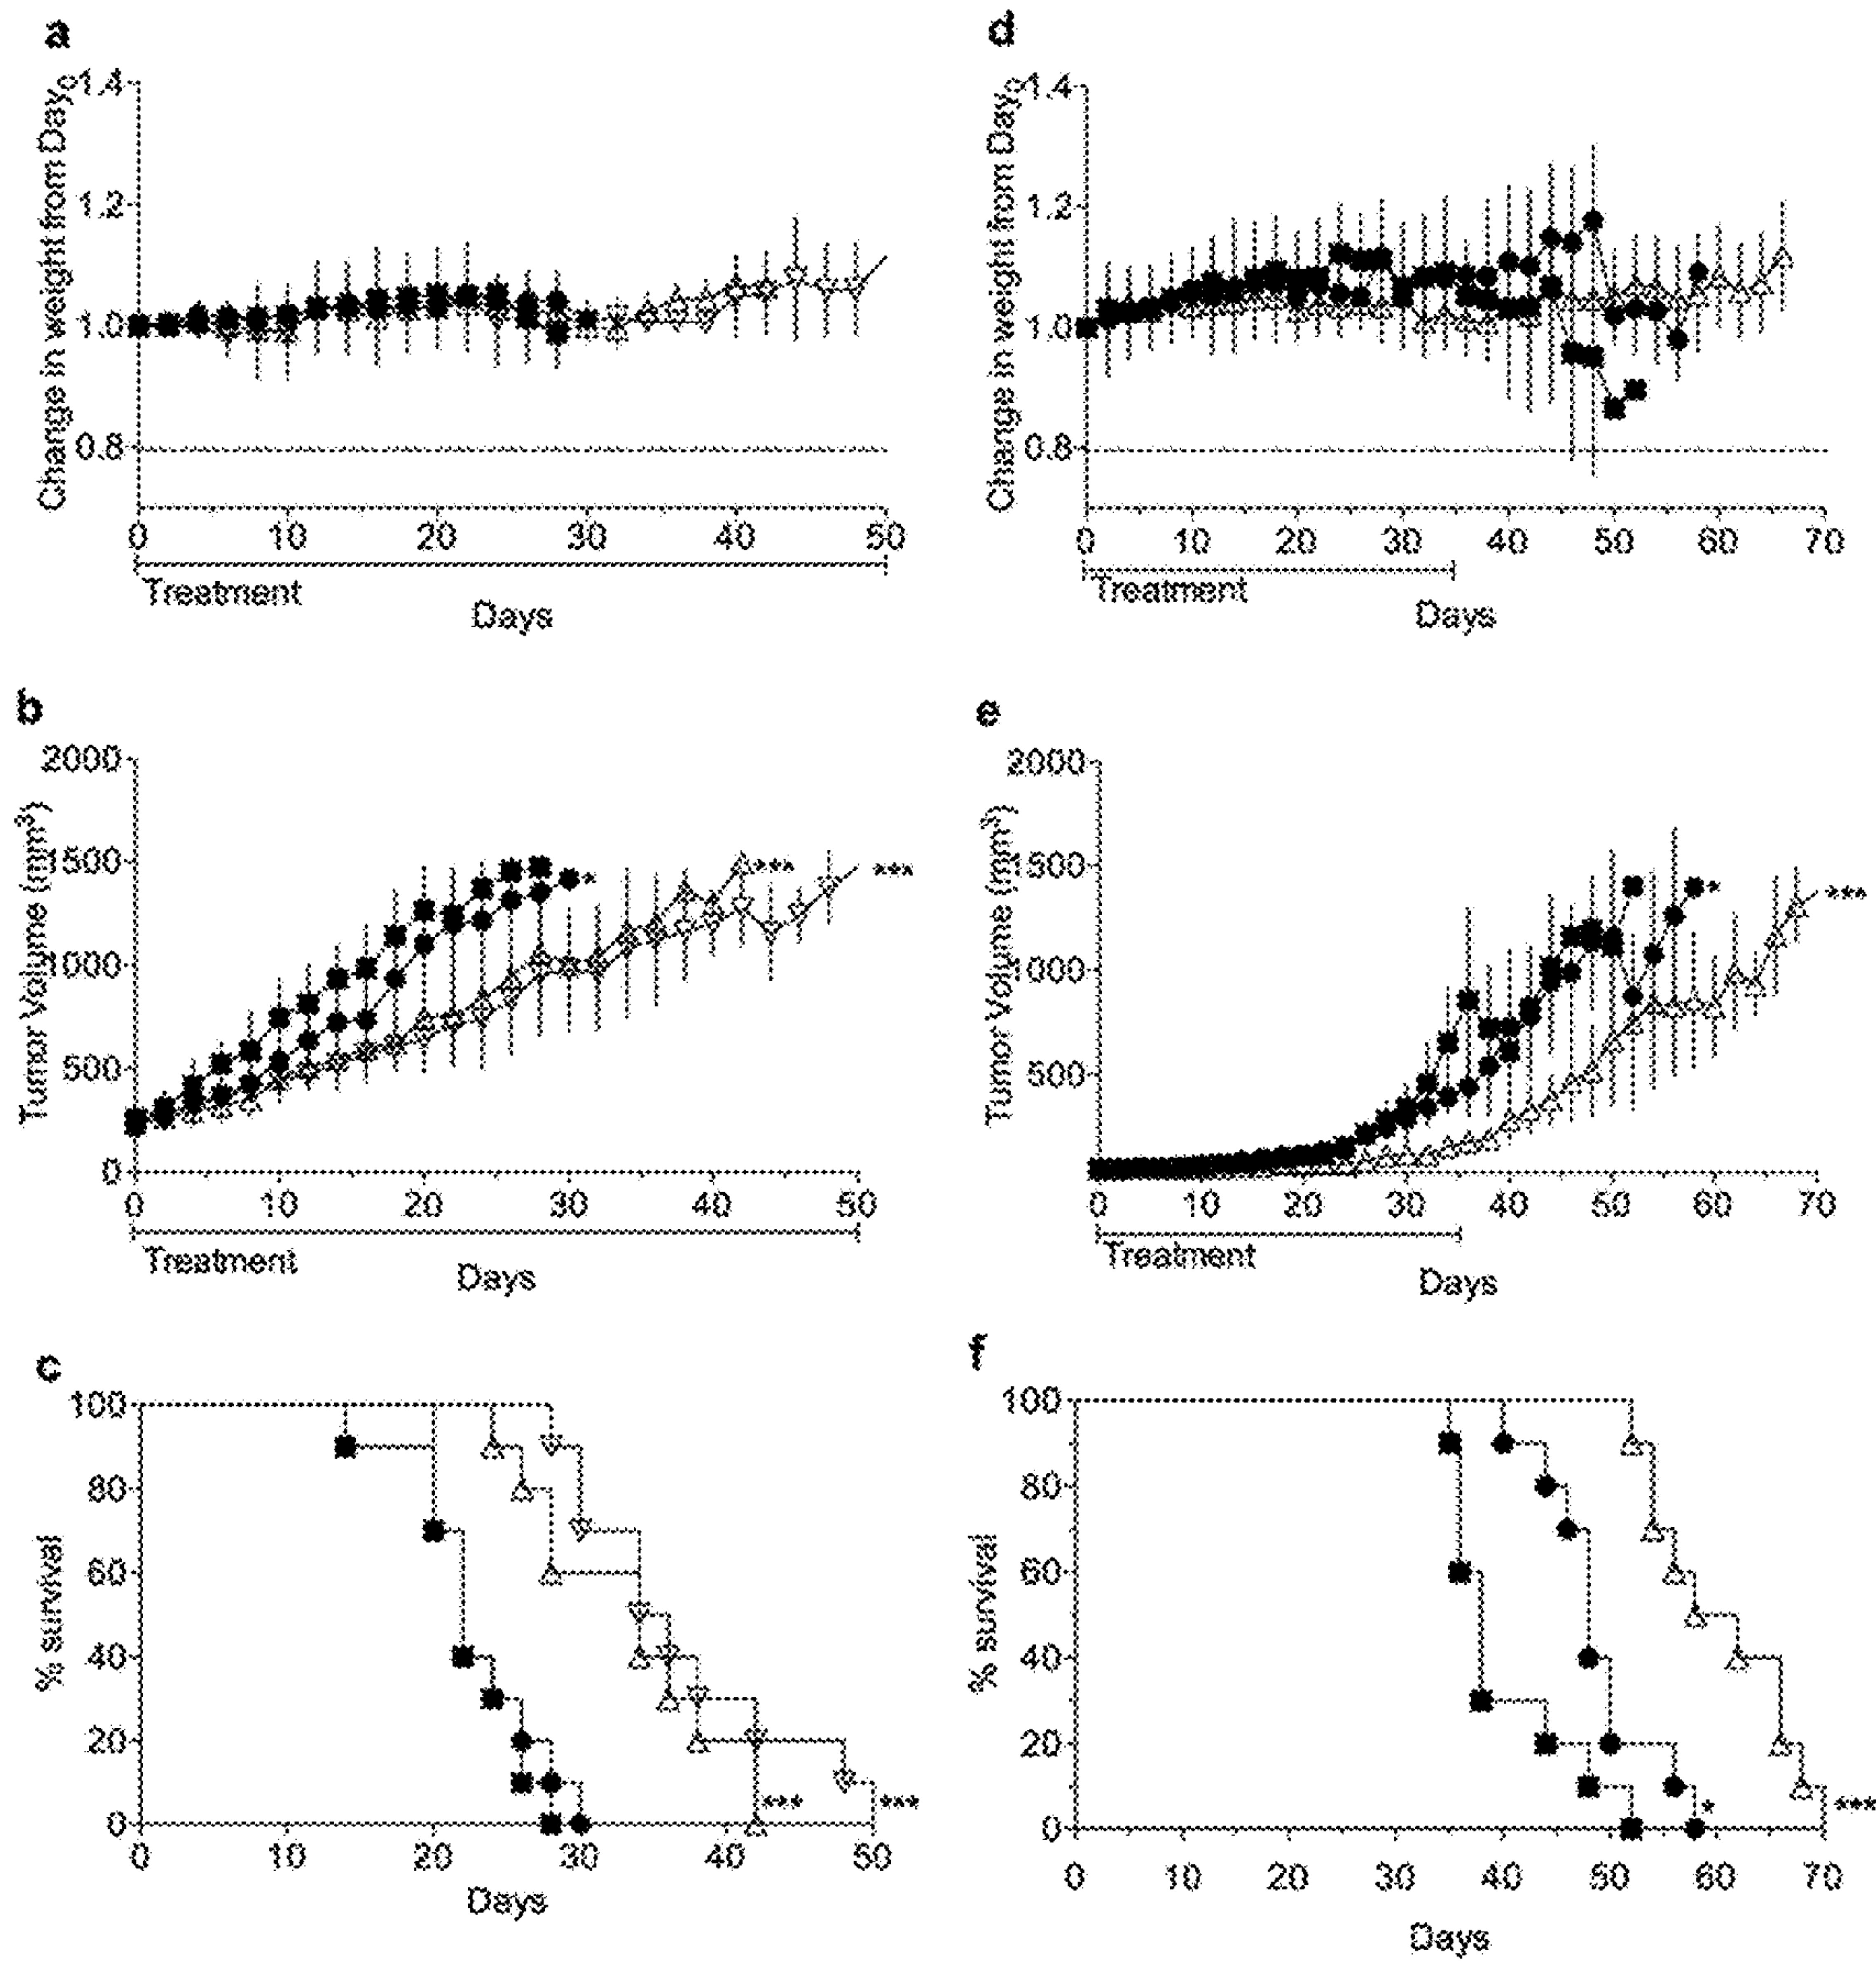 a
Change in weight from Day 0
1.4
1.2
1.0
0.8
0 10 20 30 40 50
Treatment
Days
d
Change in weight from Day 0
1.4
1.2
1.0
0.8
0 10 20 30 40 50 60 70
Treatment
Days
b
Tumor Volume (mm³)
2000
1500
1000
500
0
* *** ***
0 10 20 30 40 50
Treatment
Days
e
Tumor Volume (mm³)
2000
1500
1000
500
* ***
0 10 20 30 40 50 60 70
Treatment
Days
c
% survival
100
80
60
40
20
0
*** ***
0 10 20 30 40 50
Days
f
% survival
100
80
60
40
20
0
* ***
0 10 20 30 40 50 60 70
Days